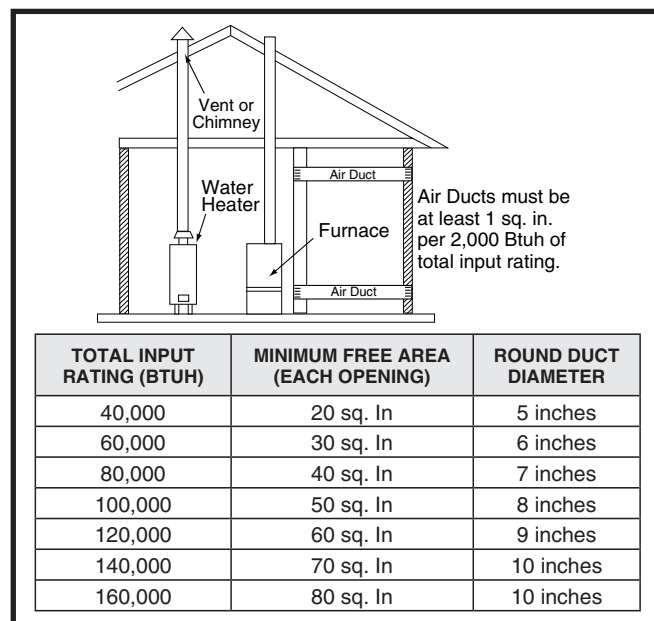 Vent or
Chimney
Water
Heater
Furnace
Air Duct
Air Duct
Air Ducts must be
at least 1 sq. in.
per 2,000 Btuh of
total input rating.
TOTAL INPUT RATING (BTUH) MINIMUM FREE AREA (EACH OPENING) ROUND DUCT DIAMETER
40,000 20 sq. In 5 inches
60,000 30 sq. In 6 inches
80,000 40 sq. In 7 inches
100,000 50 sq. In 8 inches
120,000 60 sq. In 9 inches
140,000 70 sq. In 10 inches
160,000 80 sq. In 10 inches